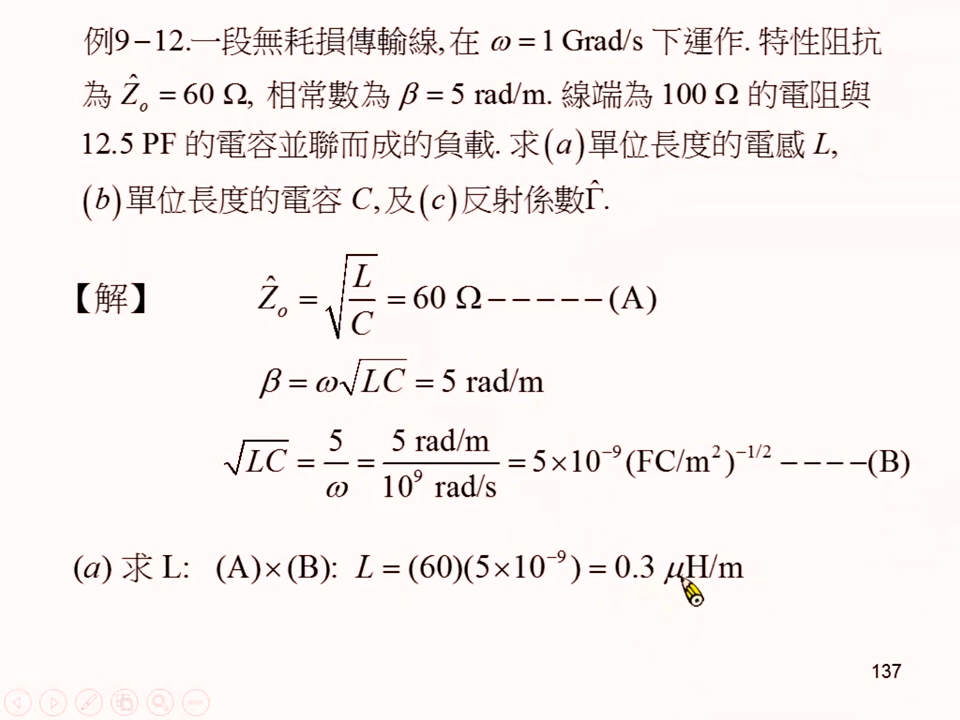 例9−12.一段無耗損傳輸線,在 ω = 1 Grad/s 下運作. 特性阻抗
為 Ẑₒ = 60 Ω, 相常數為 β = 5 rad/m. 線端為 100 Ω 的電阻與
12.5 PF 的電容並聯而成的負載. 求(a)單位長度的電感 L,
(b)單位長度的電容 C,及(c)反射係數Γ̂.
【解】 Ẑₒ = √(L/C) = 60 Ω−−−−−(A)
β = ω√LC = 5 rad/m
√LC = 5/ω = 5 rad/m / 10⁹ rad/s = 5×10⁻⁹ (FC/m²)⁻¹/² −−−−(B)
(a) 求 L: (A)×(B): L = (60)(5×10⁻⁹) = 0.3 μH/m
137